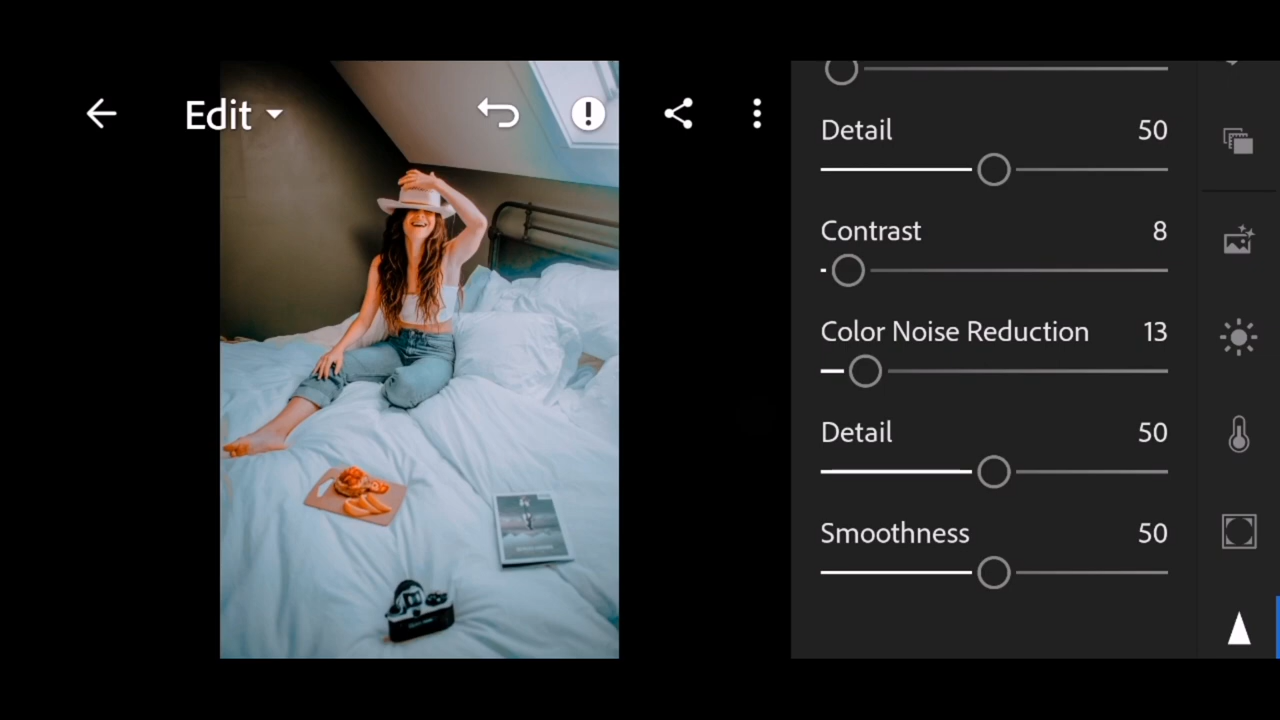 Edit
Detail 50
Contrast 8
Color Noise Reduction 13
Detail 50
Smoothness 50